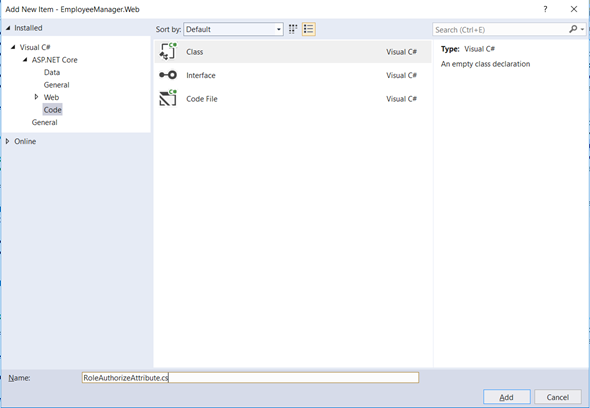 Add New Item - EmployeeManager.Web
Installed
Sort by: Default
Search (Ctrl+E)
Visual C#
ASP.NET Core
Data
General
Web
Code
General
Online
Class Visual C#
Interface Visual C#
Code File Visual C#
Type: Visual C#
An empty class declaration
Name: RoleAuthorizeAttribute.cs
Add Cancel